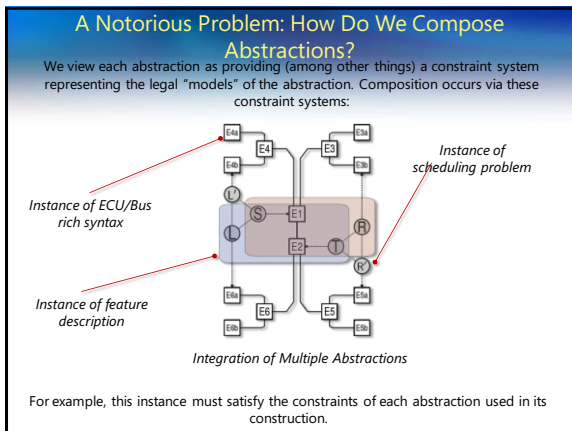 A Notorious Problem: How Do We Compose
Abstractions?
We view each abstraction as providing (among other things) a constraint system
representing the legal “models” of the abstraction. Composition occurs via these
constraint systems:
E4a
E3a
E4
E3
E4b
E3b
Instance of
scheduling problem
L'
Instance of ECU/Bus
rich syntax
S
E1
R
L
E2
T
R'
Instance of feature
description
E6a
E5a
E6
E5
E6b
E5b
Integration of Multiple Abstractions
For example, this instance must satisfy the constraints of each abstraction used in its
construction.